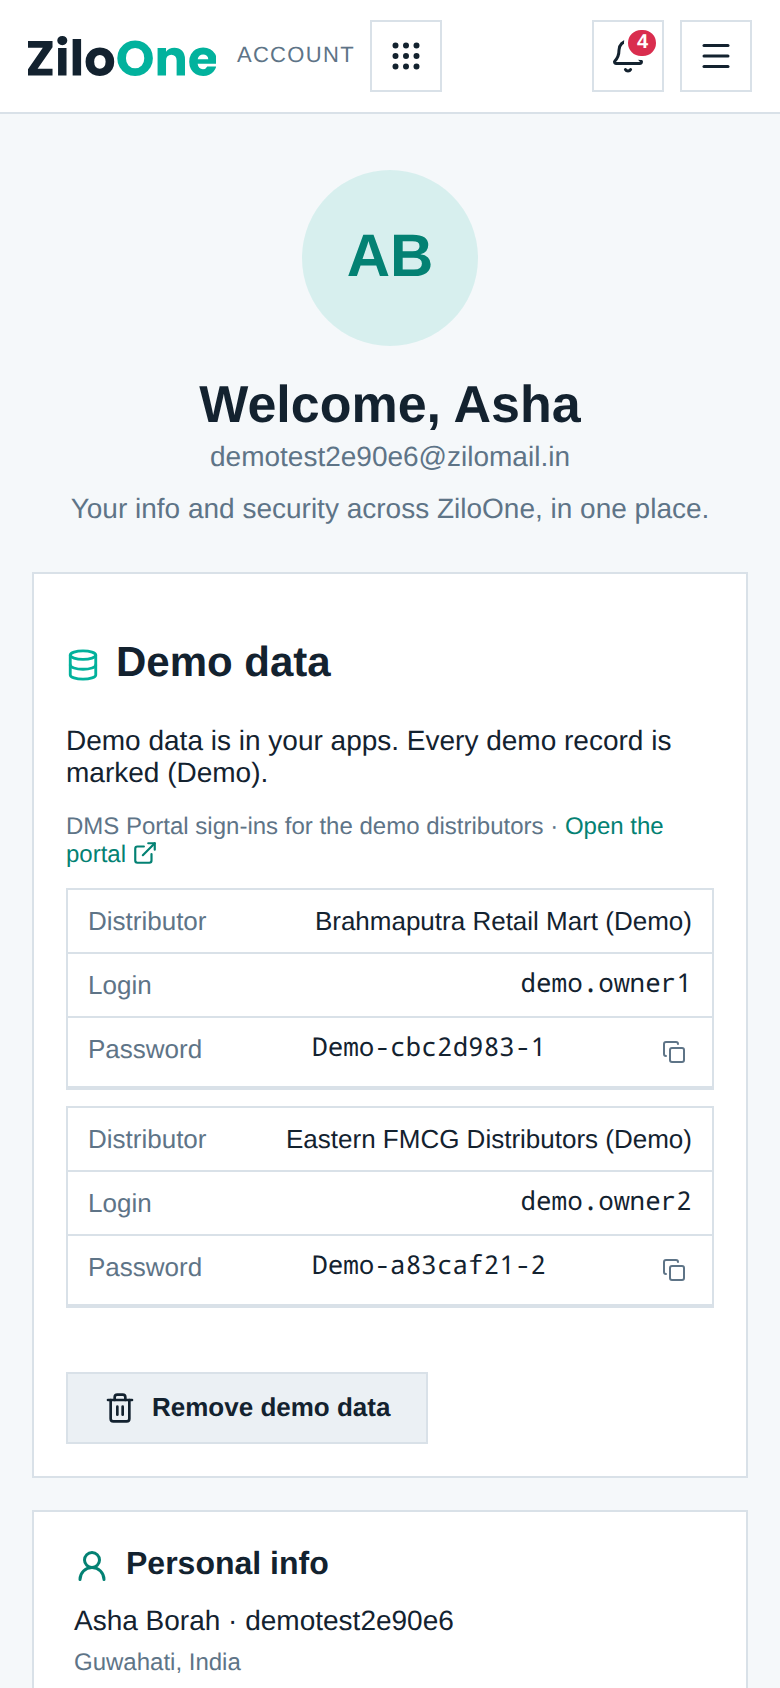 ZiloOne ACCOUNT 4
AB
Welcome, Asha
demotest2e90e6@zilomail.in
Your info and security across ZiloOne, in one place.
Demo data
Demo data is in your apps. Every demo record is
marked (Demo).
DMS Portal sign-ins for the demo distributors · Open the
portal
Distributor Brahmaputra Retail Mart (Demo)
Login demo.owner1
Password Demo-cbc2d983-1
Distributor Eastern FMCG Distributors (Demo)
Login demo.owner2
Password Demo-a83caf21-2
Remove demo data
Personal info
Asha Borah · demotest2e90e6
Guwahati, India